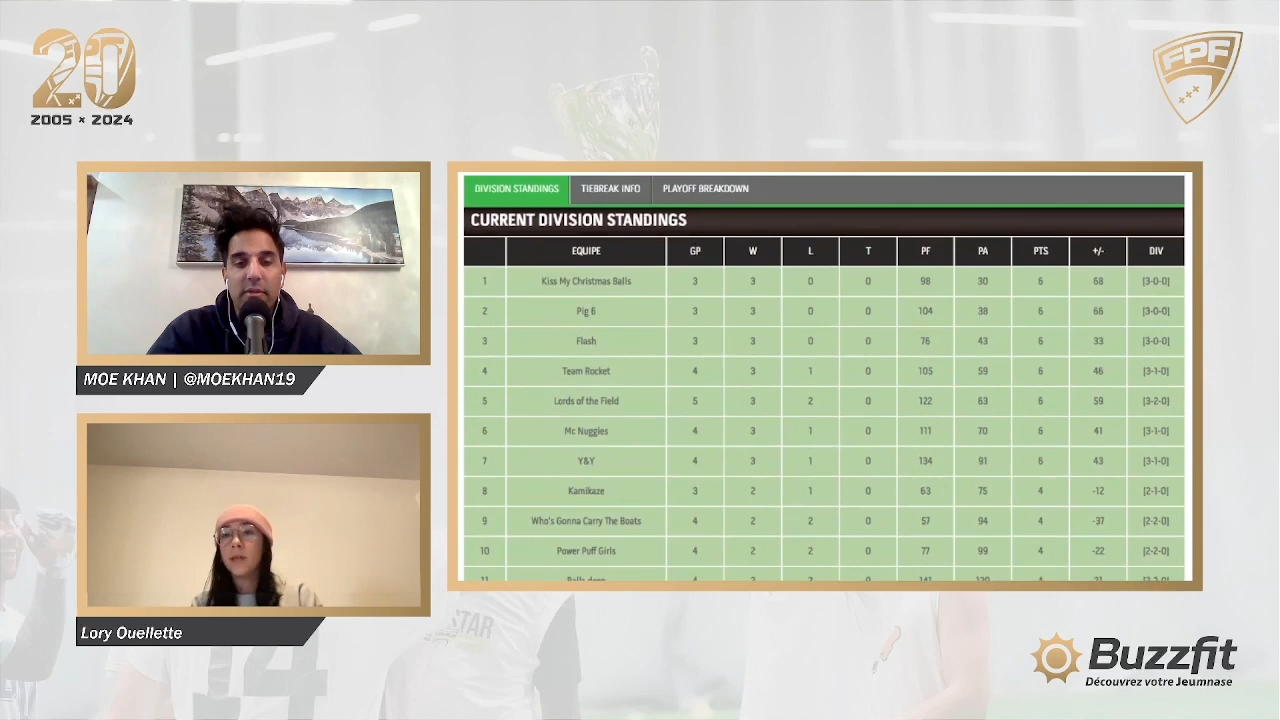 20
2005 × 2024
FPF
MOE KHAN | @MOEKHAN19
Lory Ouellette
DIVISION STANDINGS TIEBREAK INFO PLAYOFF BREAKDOWN
CURRENT DIVISION STANDINGS
EQUIPE GP W L T PF PA PTS +/- DIV
1 Kiss My Christmas Balls 3 3 0 0 98 30 6 68 [3-0-0]
2 Pig 6 3 3 0 0 104 38 6 66 [3-0-0]
3 Flash 3 3 0 0 76 43 6 33 [3-0-0]
4 Team Rocket 4 3 1 0 105 59 6 46 [3-1-0]
5 Lords of the Field 5 3 2 0 122 63 6 59 [3-2-0]
6 Mc Nuggies 4 3 1 0 111 70 6 41 [3-1-0]
7 Y&Y 4 3 1 0 134 91 6 43 [3-1-0]
8 Kamikaze 3 2 1 0 63 75 4 -12 [2-1-0]
9 Who's Gonna Carry The Boats 4 2 2 0 57 94 4 -37 [2-2-0]
10 Power Puff Girls 4 2 2 0 77 99 4 -22 [2-2-0]
STAR
14
Buzzfit
Découvrez votre Jeumnase